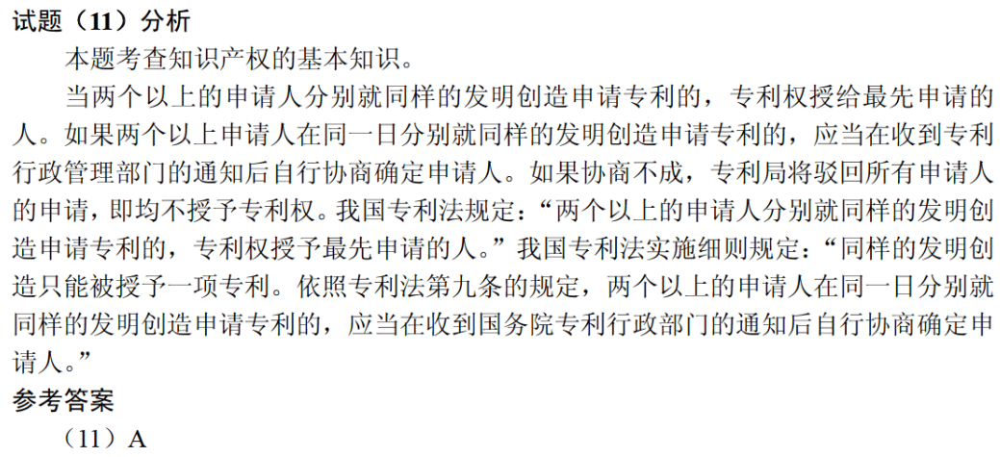 试题（11）分析
本题考查知识产权的基本知识。
当两个以上的申请人分别就同样的发明创造申请专利的，专利权授给最先申请的
人。如果两个以上申请人在同一日分别就同样的发明创造申请专利的，应当在收到专利
行政管理部门的通知后自行协商确定申请人。如果协商不成，专利局将驳回所有申请人
的申请，即均不授予专利权。我国专利法规定：“两个以上的申请人分别就同样的发明创
造申请专利的，专利权授予最先申请的人。”我国专利法实施细则规定：“同样的发明创
造只能被授予一项专利。依照专利法第九条的规定，两个以上的申请人在同一日分别就
同样的发明创造申请专利的，应当在收到国务院专利行政部门的通知后自行协商确定申
请人。”
参考答案
（11）A